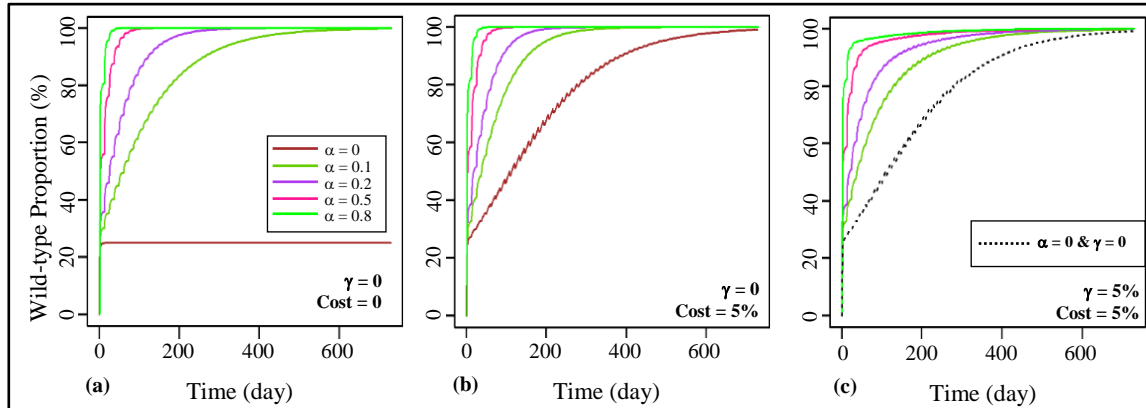 Wild-type Proportion (%)
100
80
60
40
20
0
α = 0
α = 0.1
α = 0.2
α = 0.5
α = 0.8
γ = 0
Cost = 0
0 200 400 600
(a) Time (day)
100
80
60
40
20
0
γ = 0
Cost = 5%
0 200 400 600
(b) Time (day)
100
80
60
40
20
0
α = 0 & γ = 0
γ = 5%
Cost = 5%
0 200 400 600
(c) Time (day)